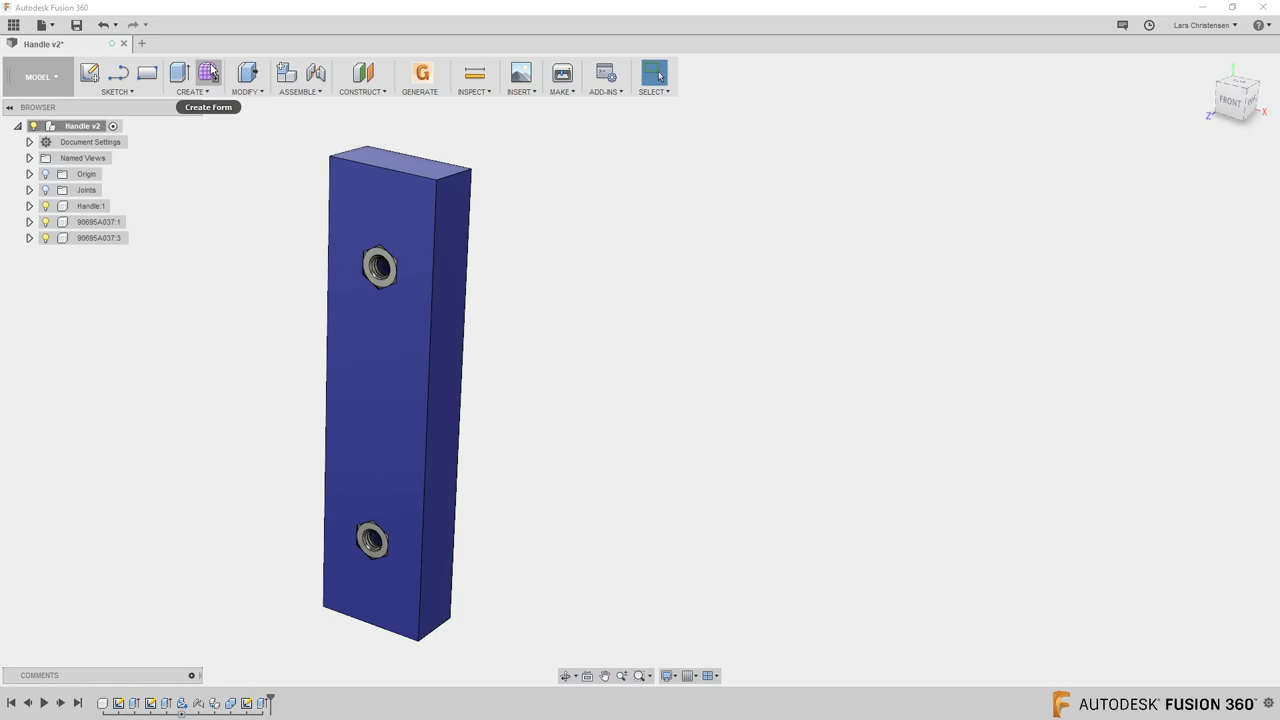 Autodesk Fusion 360
Lars Christensen
Handle v2*
MODEL
SKETCH
CREATE
MODIFY
ASSEMBLE
CONSTRUCT
GENERATE
INSPECT
INSERT
MAKE
ADD-INS
SELECT
BROWSER
Create Form
Handle v2
Document Settings
Named Views
Origin
Joints
Handle:1
90695A037:1
90695A037:3
FRONT
X
Z
COMMENTS
AUTODESK® FUSION 360™